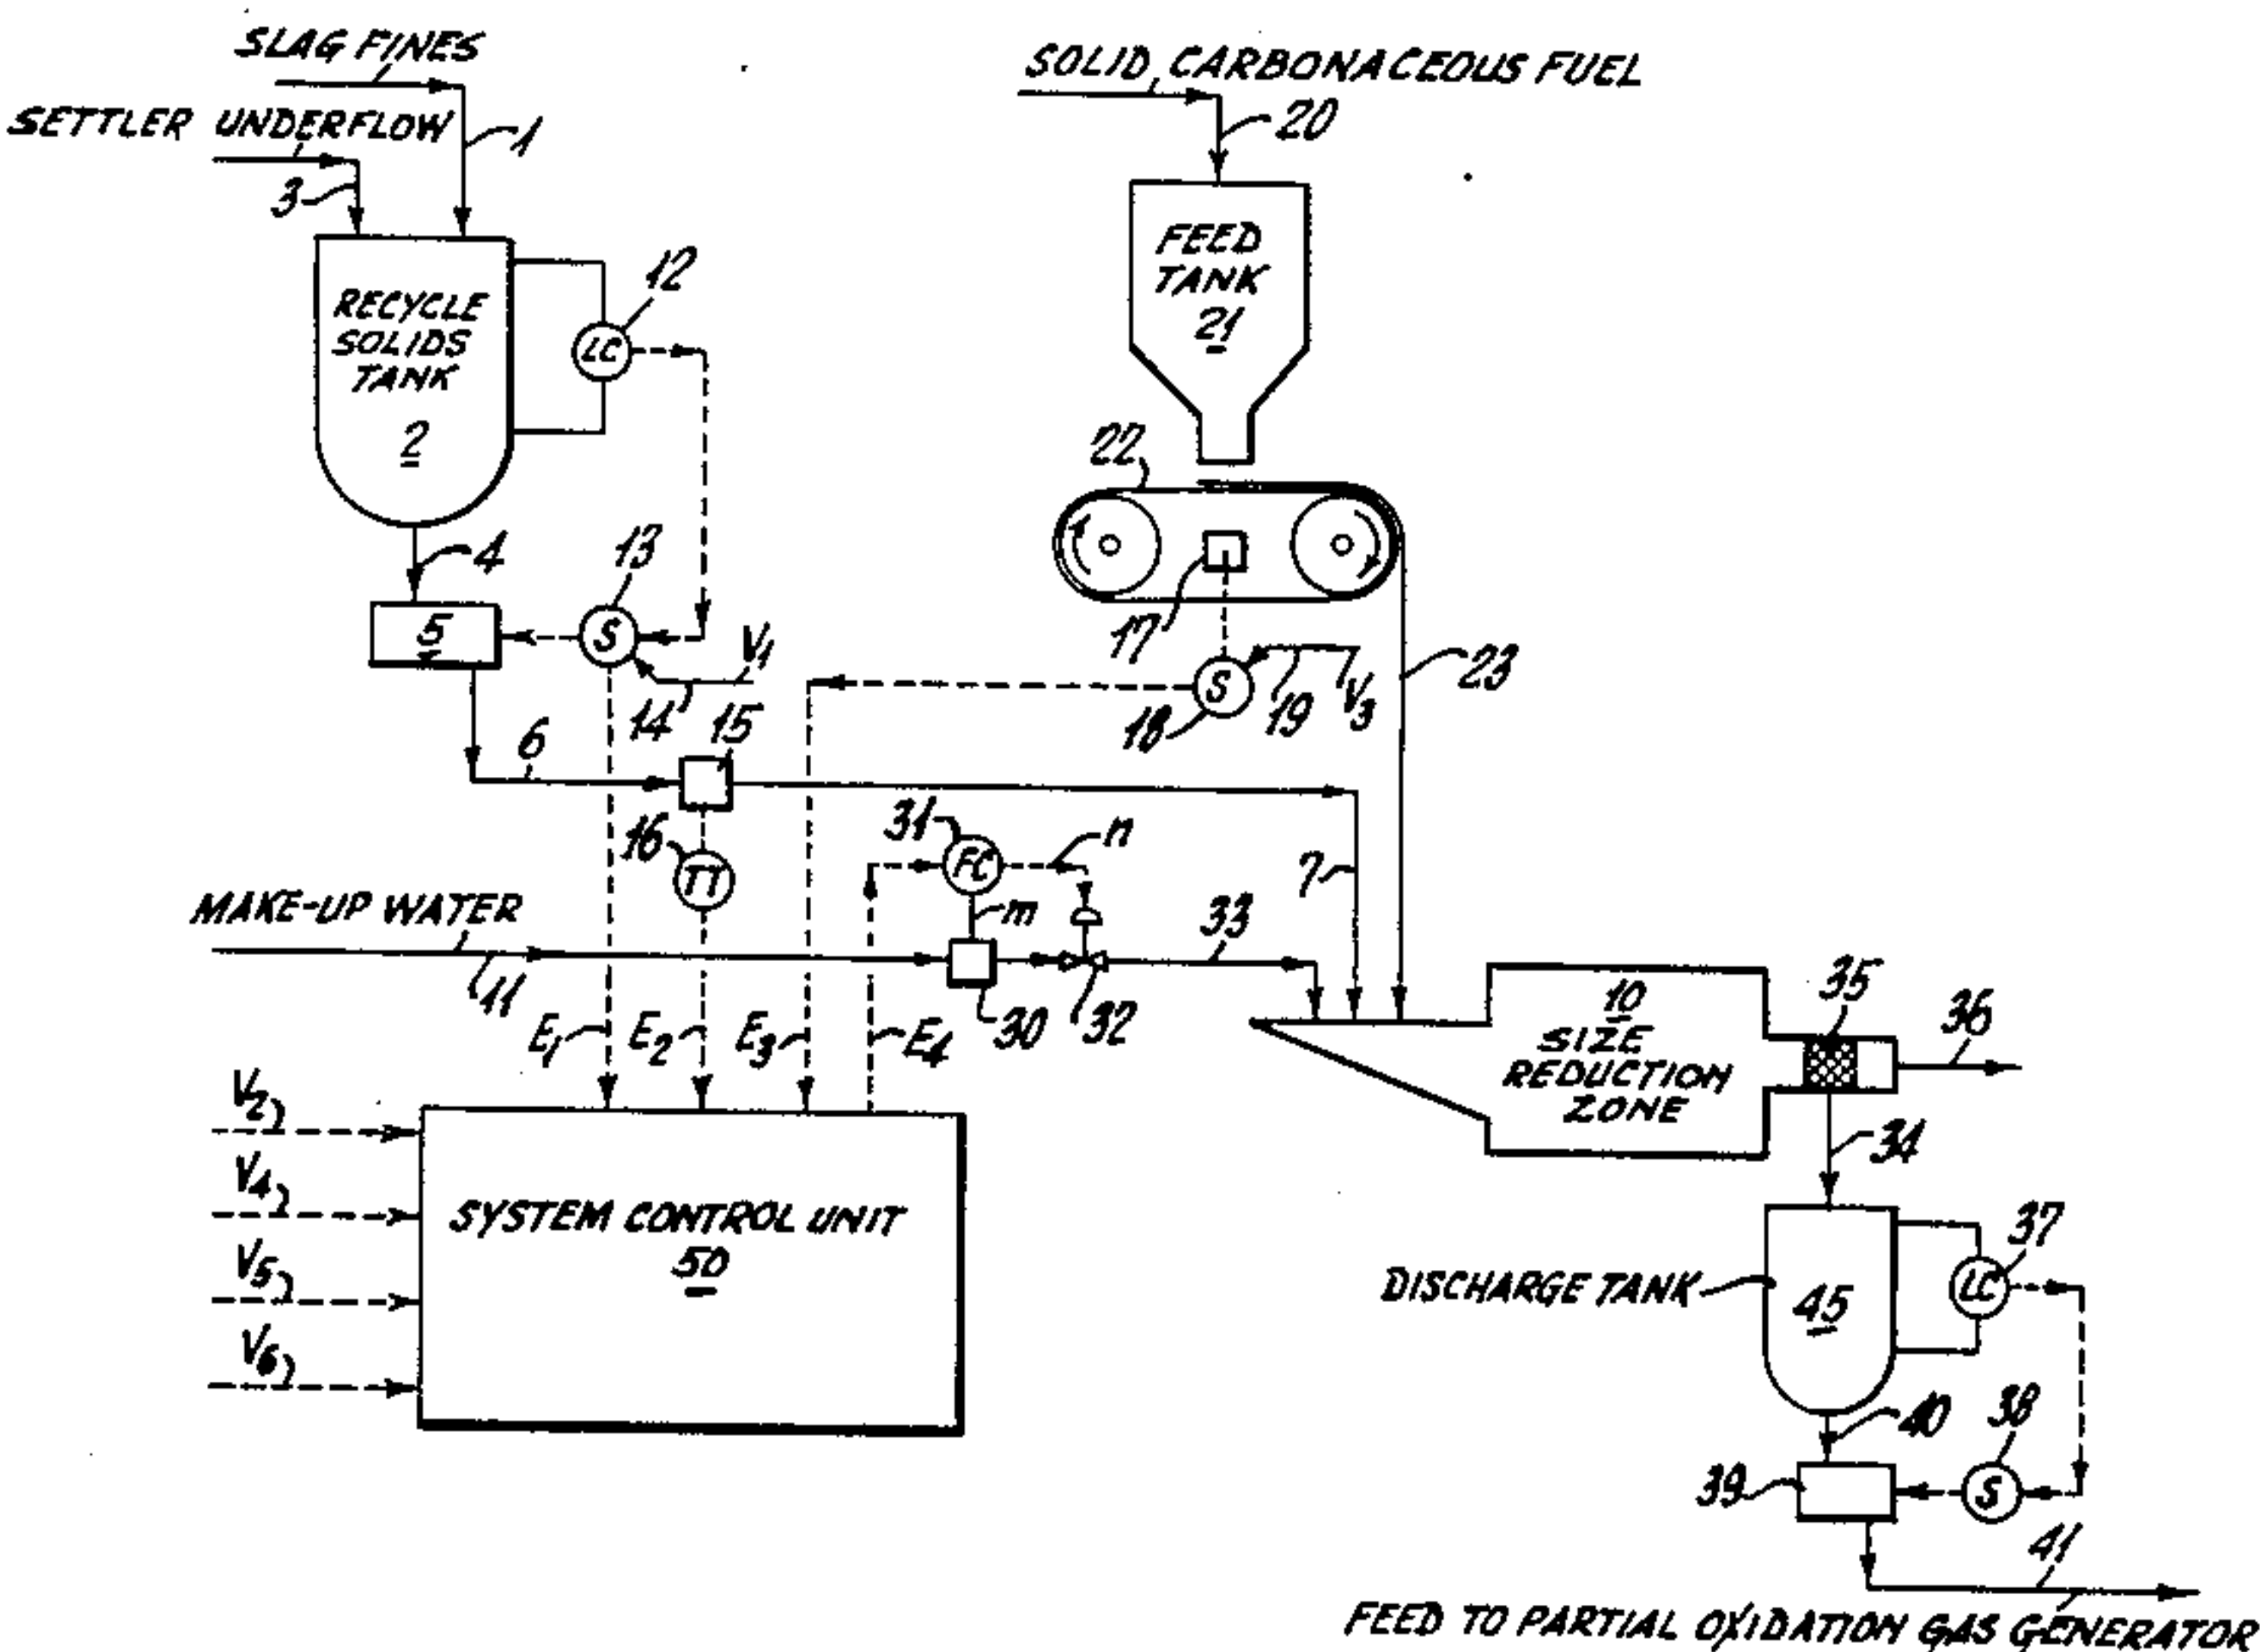 SLAG FINES
SETTLER UNDERFLOW
1
3
RECYCLE
SOLIDS
TANK
2
12
LC
4
5
13
S
V1
14
6
15
16
TT
SOLID CARBONACEOUS FUEL
20
FEED
TANK
21
22
17
18
S
19
V3
23
MAKE-UP WATER
11
31
FC
n
m
30
32
33
7
E1
E2
E3
E4
V2
V4
V5
V6
SYSTEM CONTROL UNIT
50
10
SIZE
REDUCTION
ZONE
35
36
34
DISCHARGE TANK
45
37
LC
40
38
S
39
41
FEED TO PARTIAL OXIDATION GAS GENERATOR